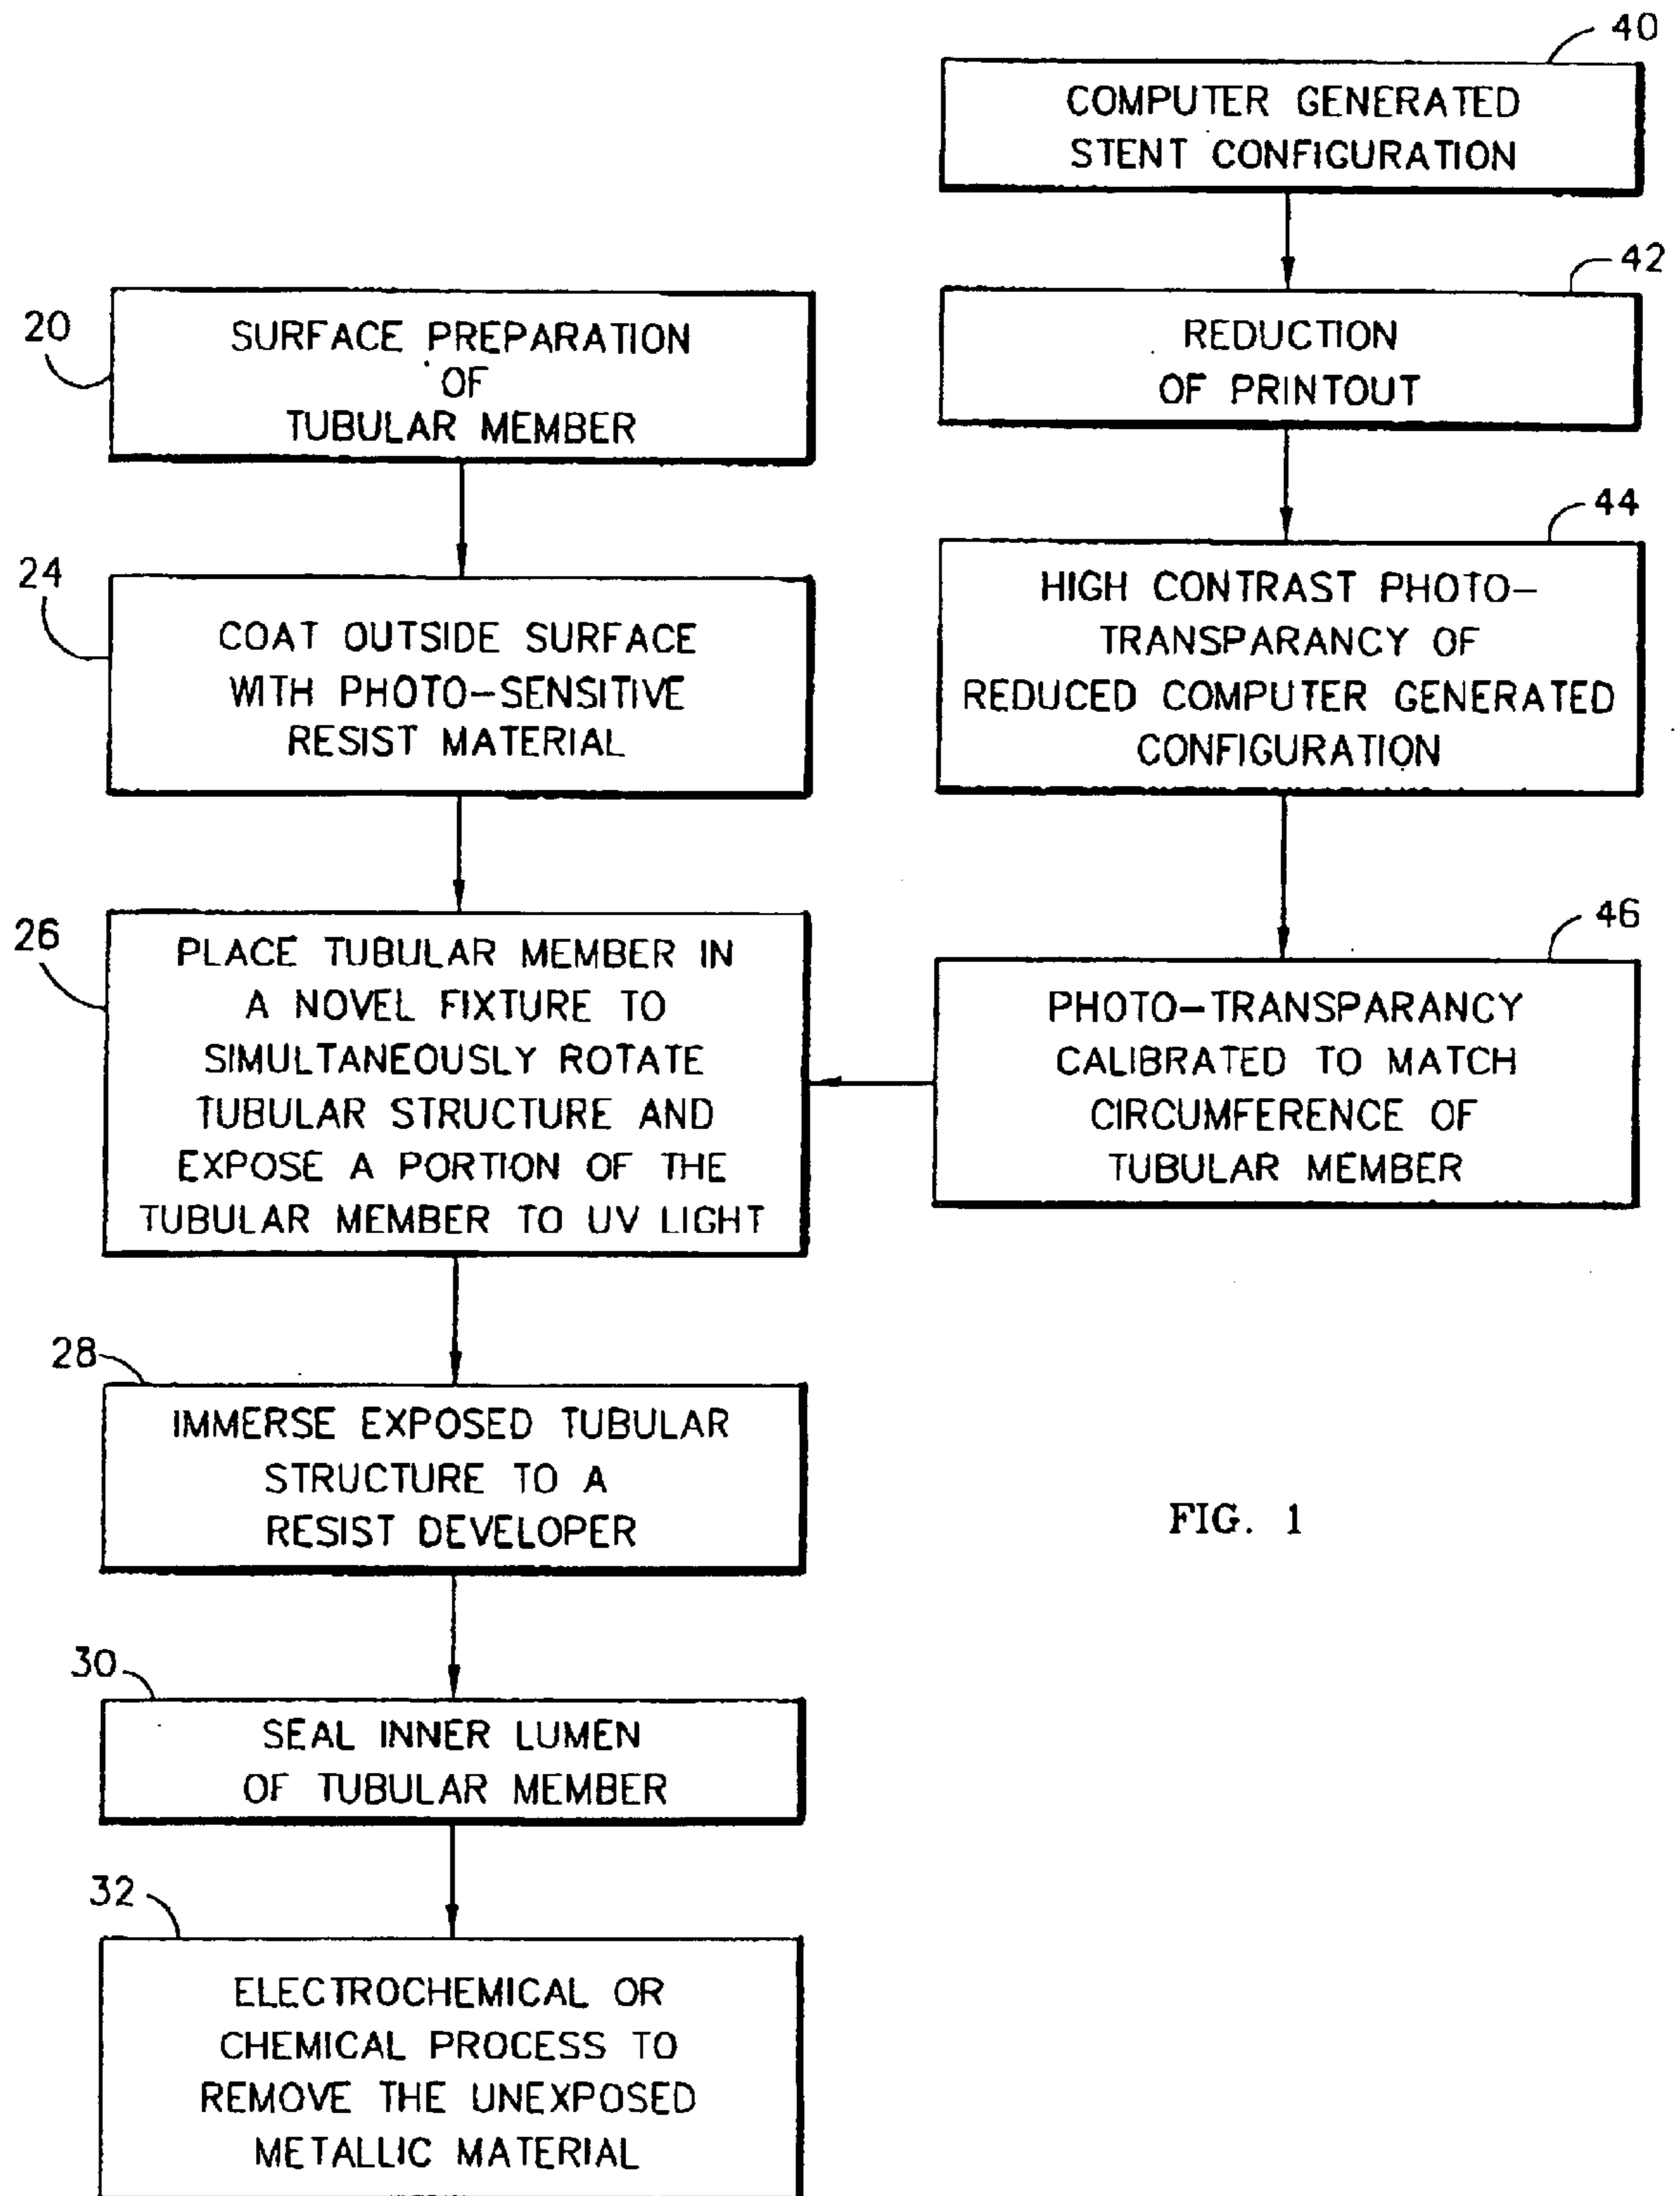 40
COMPUTER GENERATED
STENT CONFIGURATION
42
REDUCTION
OF PRINTOUT
44
HIGH CONTRAST PHOTO-
TRANSPARANCY OF
REDUCED COMPUTER GENERATED
CONFIGURATION
46
PHOTO-TRANSPARANCY
CALIBRATED TO MATCH
CIRCUMFERENCE OF
TUBULAR MEMBER
20
SURFACE PREPARATION
OF
TUBULAR MEMBER
24
COAT OUTSIDE SURFACE
WITH PHOTO-SENSITIVE
RESIST MATERIAL
26
PLACE TUBULAR MEMBER IN
A NOVEL FIXTURE TO
SIMULTANEOUSLY ROTATE
TUBULAR STRUCTURE AND
EXPOSE A PORTION OF THE
TUBULAR MEMBER TO UV LIGHT
28
IMMERSE EXPOSED TUBULAR
STRUCTURE TO A
RESIST DEVELOPER
30
SEAL INNER LUMEN
OF TUBULAR MEMBER
32
ELECTROCHEMICAL OR
CHEMICAL PROCESS TO
REMOVE THE UNEXPOSED
METALLIC MATERIAL
FIG. 1